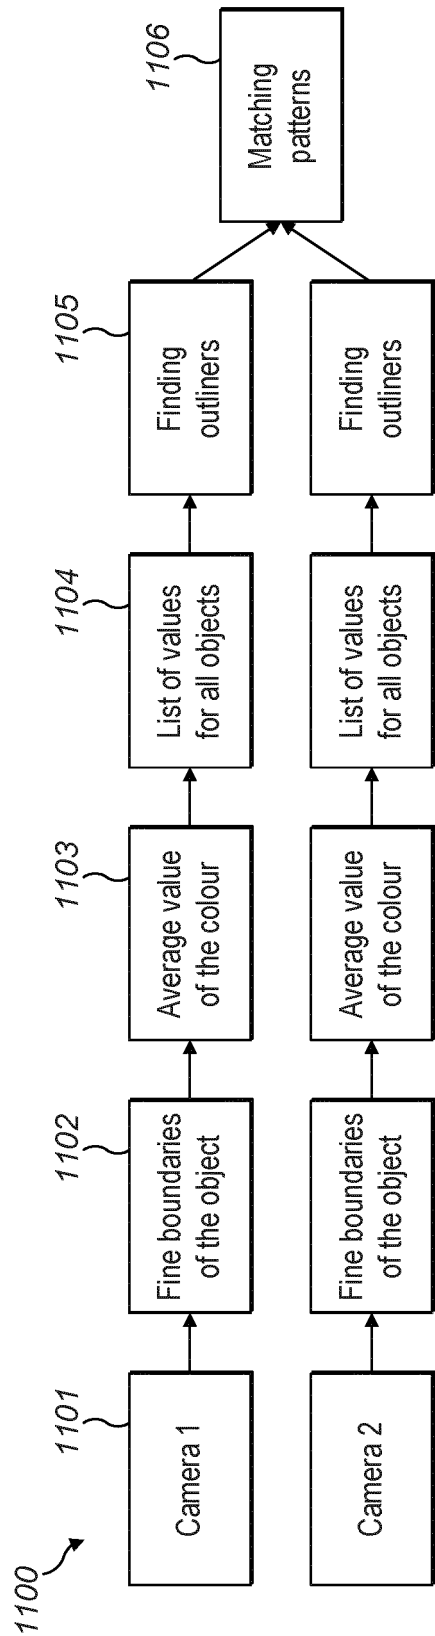 1100
1101
1102
1103
1104
1105
1106
Camera 1
Fine boundaries
of the object
Average value
of the colour
List of values
for all objects
Finding
outliners
Matching
patterns
Camera 2
Fine boundaries
of the object
Average value
of the colour
List of values
for all objects
Finding
outliners